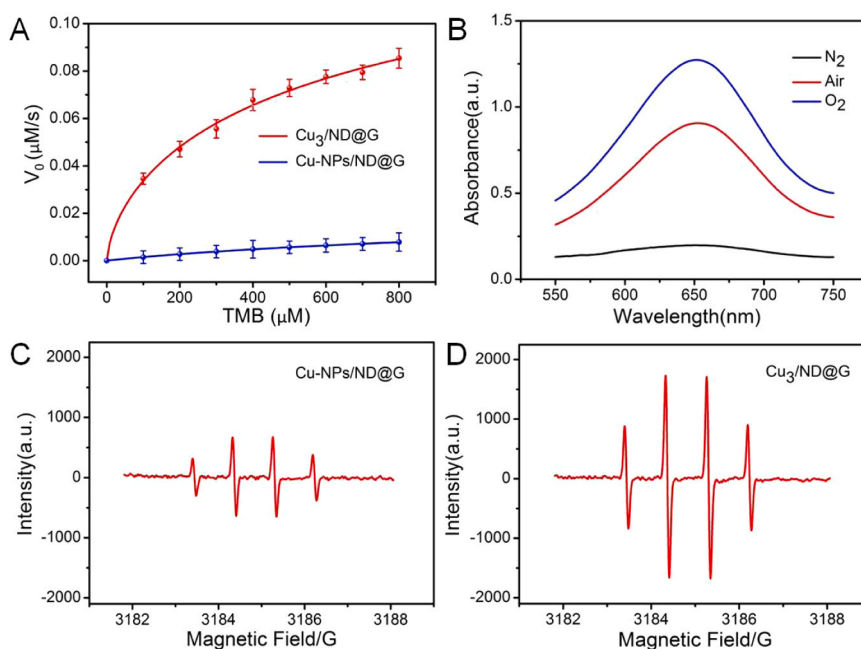 A
V₀ (μM/s)
0.10
0.08
0.06
0.04
0.02
0.00
Cu₃/ND@G
Cu-NPs/ND@G
0 200 400 600 800
TMB (μM)
B
Absorbance(a.u.)
1.5
1.0
0.5
0.0
N₂
Air
O₂
550 600 650 700 750
Wavelength(nm)
C
Intensity(a.u.)
2000
1000
0
-1000
-2000
Cu-NPs/ND@G
3182 3184 3186 3188
Magnetic Field/G
D
Intensity(a.u.)
2000
1000
0
-1000
-2000
Cu₃/ND@G
3182 3184 3186 3188
Magnetic Field/G